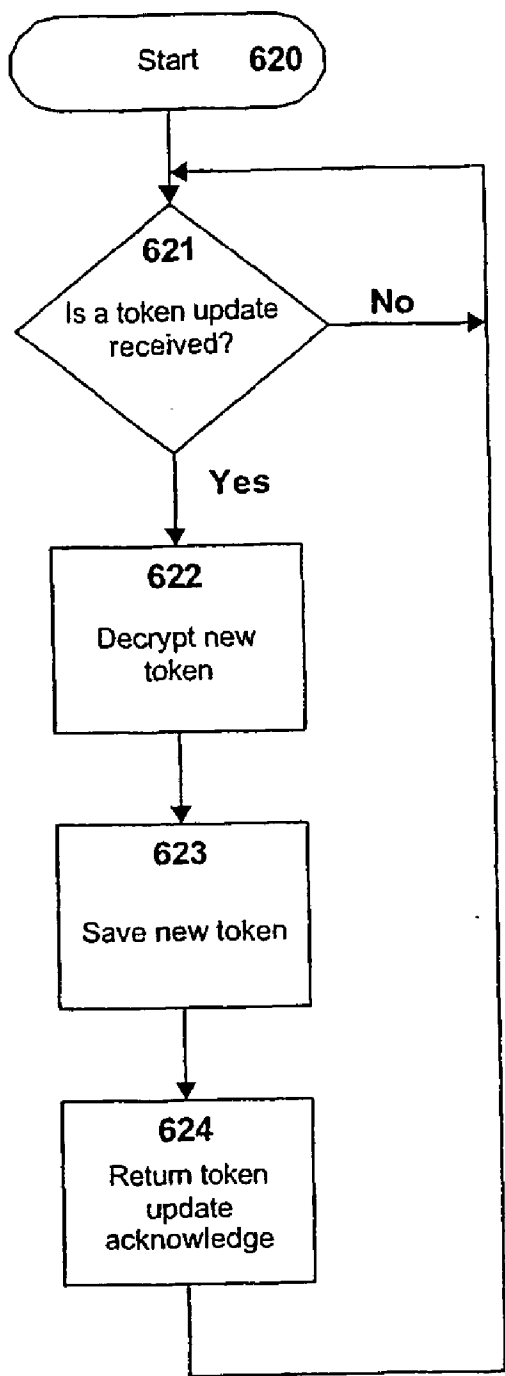 Start 620
621
Is a token update
received?
No
Yes
622
Decrypt new
token
623
Save new token
624
Return token
update
acknowledge